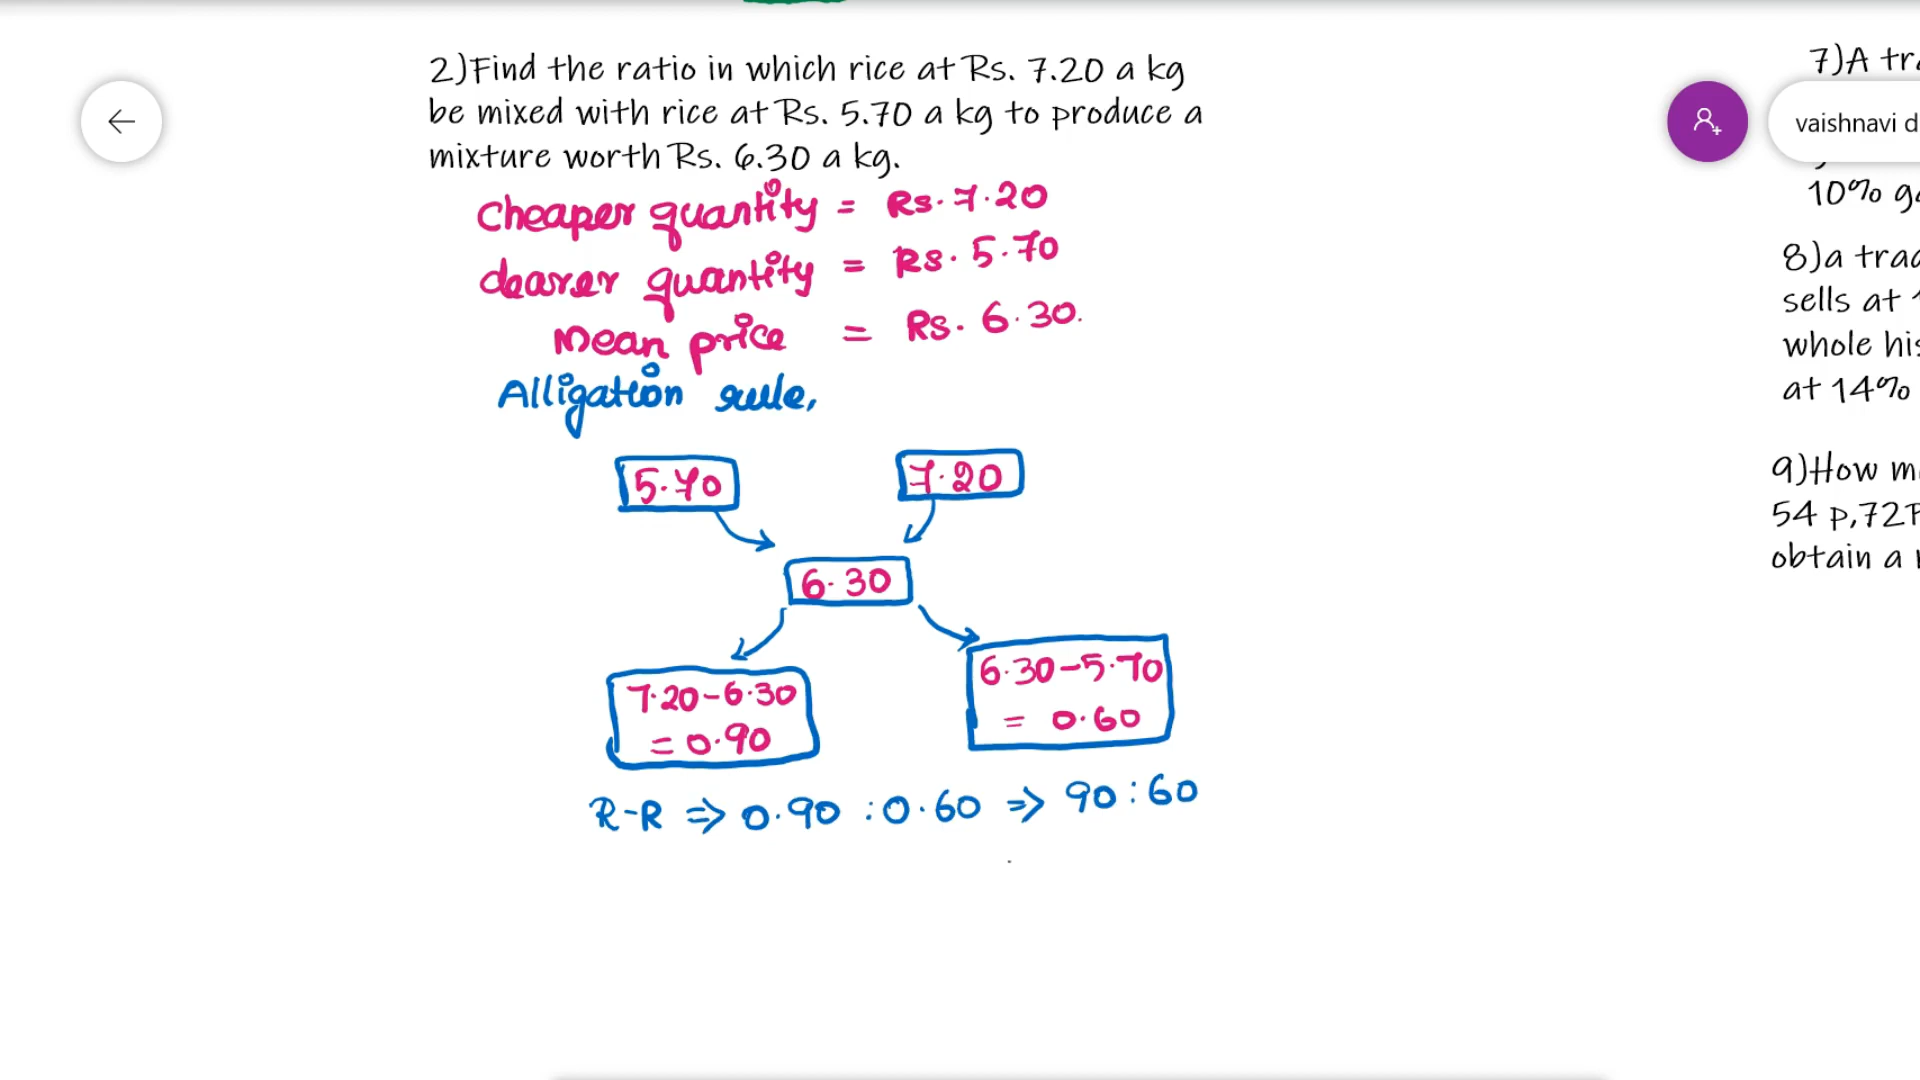 2)Find the ratio in which rice at Rs. 7.20 a kg
be mixed with rice at Rs. 5.70 a kg to produce a
mixture worth Rs. 6.30 a kg.
Cheaper quantity = Rs. 7.20
dearer quantity = Rs. 5.70
Mean price = Rs. 6.30.
Alligation rule,
5.70 7.20
6.30
7.20-6.30
= 0.90
6.30-5.70
= 0.60
R-R => 0.90 : 0.60 => 90 : 60
7)A tra
vaishnavi d
10% ga
8)a trad
sells at 1
whole his
at 14%
9)How m
54 p,72P
obtain a